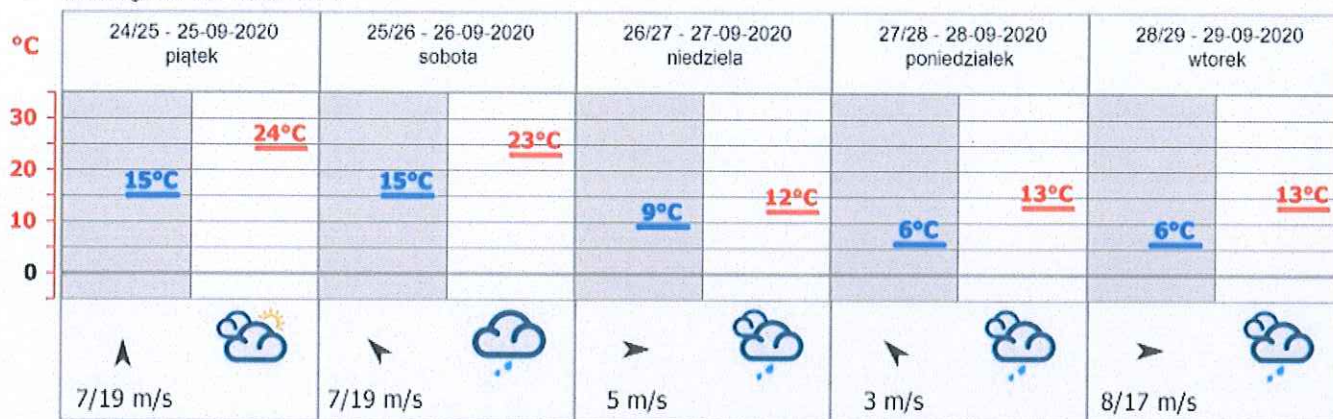 °C
24/25 - 25-09-2020
piątek
25/26 - 26-09-2020
sobota
26/27 - 27-09-2020
niedziela
27/28 - 28-09-2020
poniedziałek
28/29 - 29-09-2020
wtorek
30
20
10
0
24°C
15°C
23°C
15°C
12°C
9°C
13°C
6°C
13°C
6°C
7/19 m/s
7/19 m/s
5 m/s
3 m/s
8/17 m/s